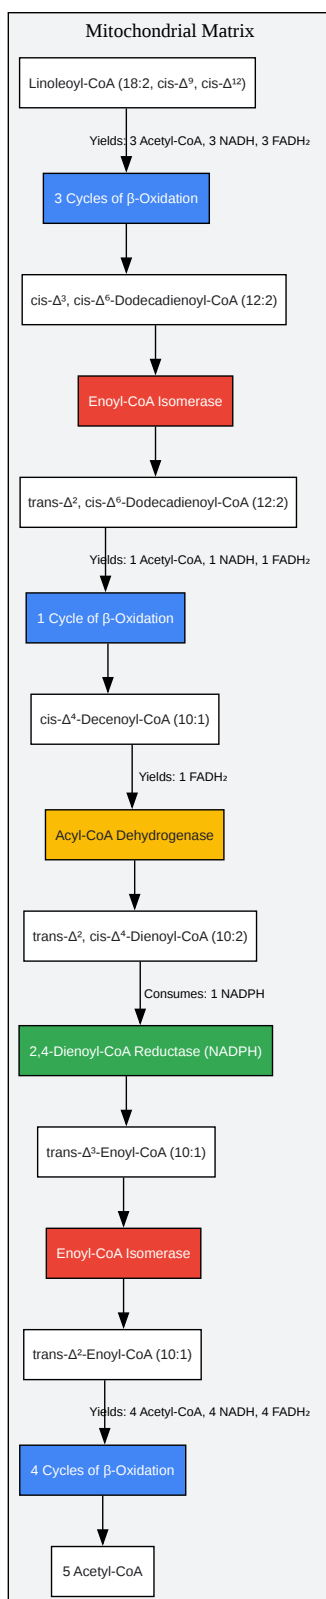 Mitochondrial Matrix
Linoleoyl-CoA (18:2, cis-Δ⁹, cis-Δ¹²)
Yields: 3 Acetyl-CoA, 3 NADH, 3 FADH₂
3 Cycles of β-Oxidation
cis-Δ³, cis-Δ⁶-Dodecadienoyl-CoA (12:2)
Enoyl-CoA Isomerase
trans-Δ², cis-Δ⁶-Dodecadienoyl-CoA (12:2)
Yields: 1 Acetyl-CoA, 1 NADH, 1 FADH₂
1 Cycle of β-Oxidation
cis-Δ⁴-Decenoyl-CoA (10:1)
Yields: 1 FADH₂
Acyl-CoA Dehydrogenase
trans-Δ², cis-Δ⁴-Dienoyl-CoA (10:2)
Consumes: 1 NADPH
2,4-Dienoyl-CoA Reductase (NADPH)
trans-Δ³-Enoyl-CoA (10:1)
Enoyl-CoA Isomerase
trans-Δ²-Enoyl-CoA (10:1)
Yields: 4 Acetyl-CoA, 4 NADH, 4 FADH₂
4 Cycles of β-Oxidation
5 Acetyl-CoA